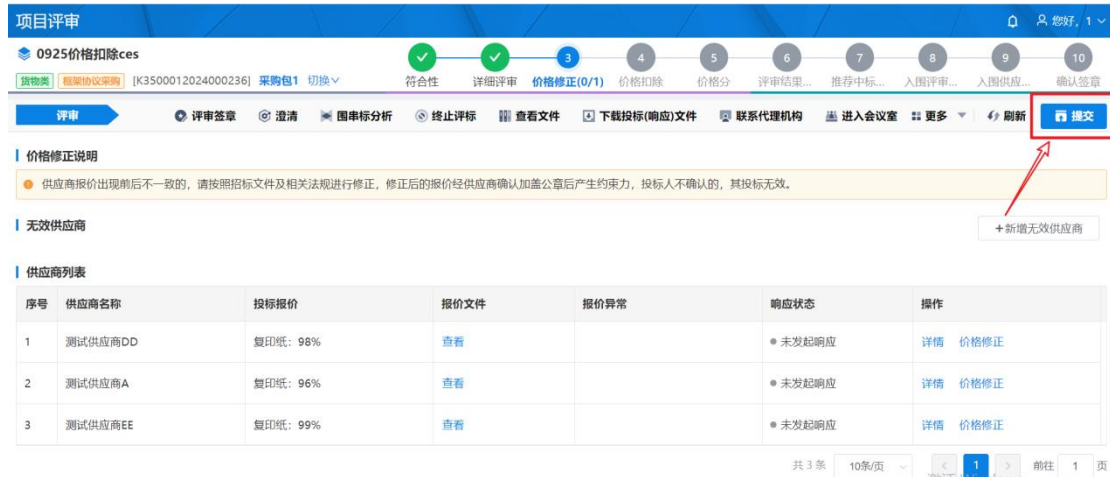 项目评审
您好, 1
0925价格扣除ces
货物类 框架协议采购 [K3500012024000236] 采购包1 切换
1 2 3 4 5 6 7 8 9 10
符合性 详细评审 价格修正(0/1) 价格扣除 价格分 评审结果... 推荐中标... 入围评审... 入围供应... 确认签章
评审 评审签章 澄清 围串标分析 终止评标 查看文件 下载投标(响应)文件 联系代理机构 进入会议室 更多 刷新 提交
价格修正说明
供应商报价出现前后不一致的，请按照招标文件及相关法规进行修正，修正后的报价经供应商确认加盖公章后产生约束力，投标人不确认的，其投标无效。
无效供应商
+新增无效供应商
供应商列表
序号 供应商名称 投标报价 报价文件 报价异常 响应状态 操作
1 测试供应商DD 复印纸：98% 查看 未发起响应 详情 价格修正
2 测试供应商A 复印纸：96% 查看 未发起响应 详情 价格修正
3 测试供应商EE 复印纸：99% 查看 未发起响应 详情 价格修正
共 3 条 10条/页 < 1 > 前往 1 页